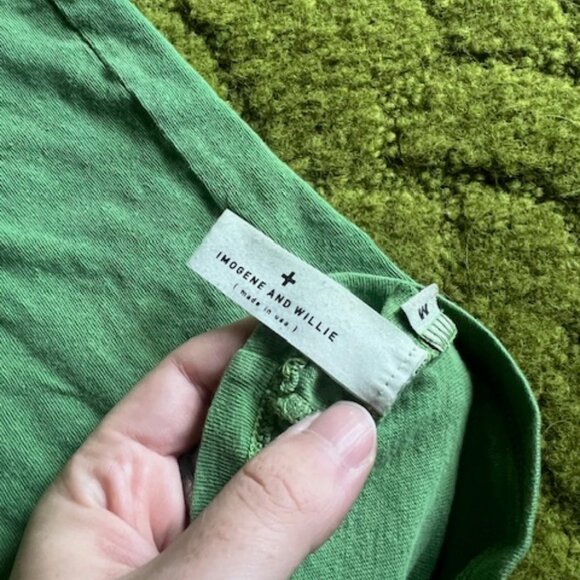 +
IMOGENE AND WILLIE
( made in usa )
M